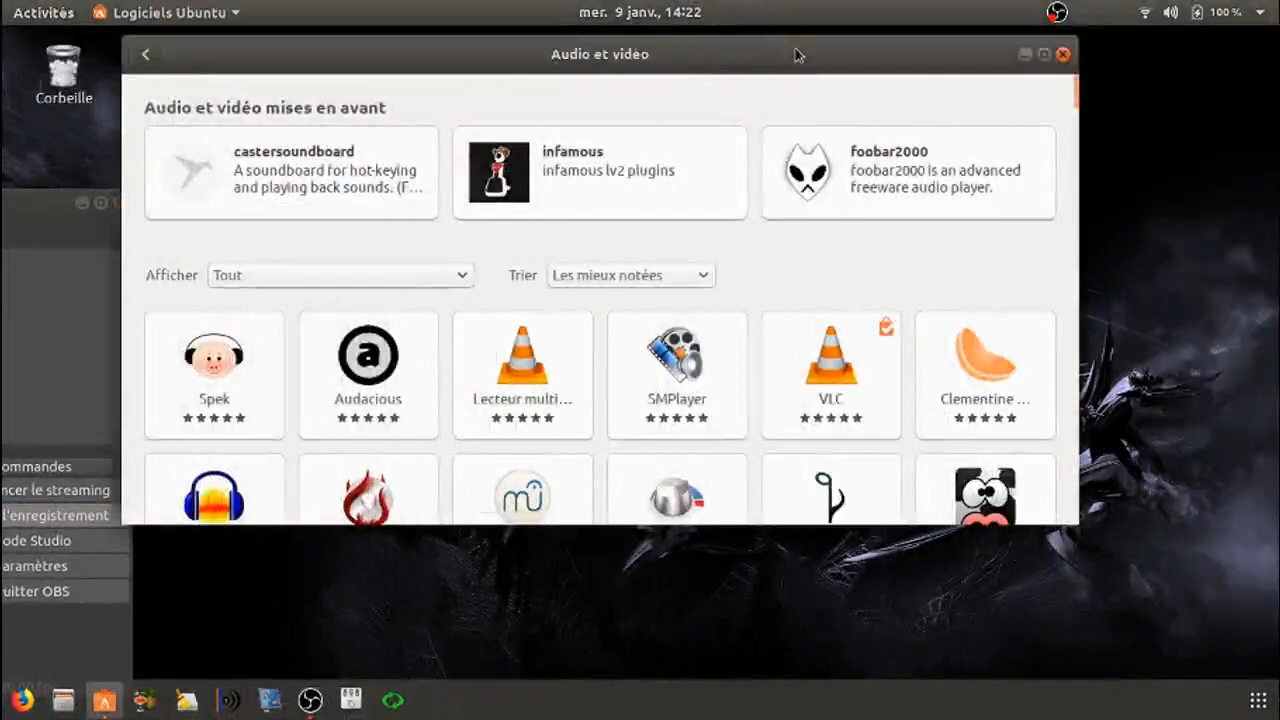 Activités
Logiciels Ubuntu
mer. 9 janv., 14:22
100 %
Corbeille
Audio et vidéo
Audio et vidéo mises en avant
castersoundboard
A soundboard for hot-keying
and playing back sounds. (F...
infamous
infamous lv2 plugins
foobar2000
foobar2000 is an advanced
freeware audio player.
Afficher
Tout
Trier
Les mieux notées
Spek
Audacious
Lecteur multi...
SMPlayer
VLC
Clementine ...
ommandes
ncer le streaming
l'enregistrement
ode Studio
aramètres
uitter OBS